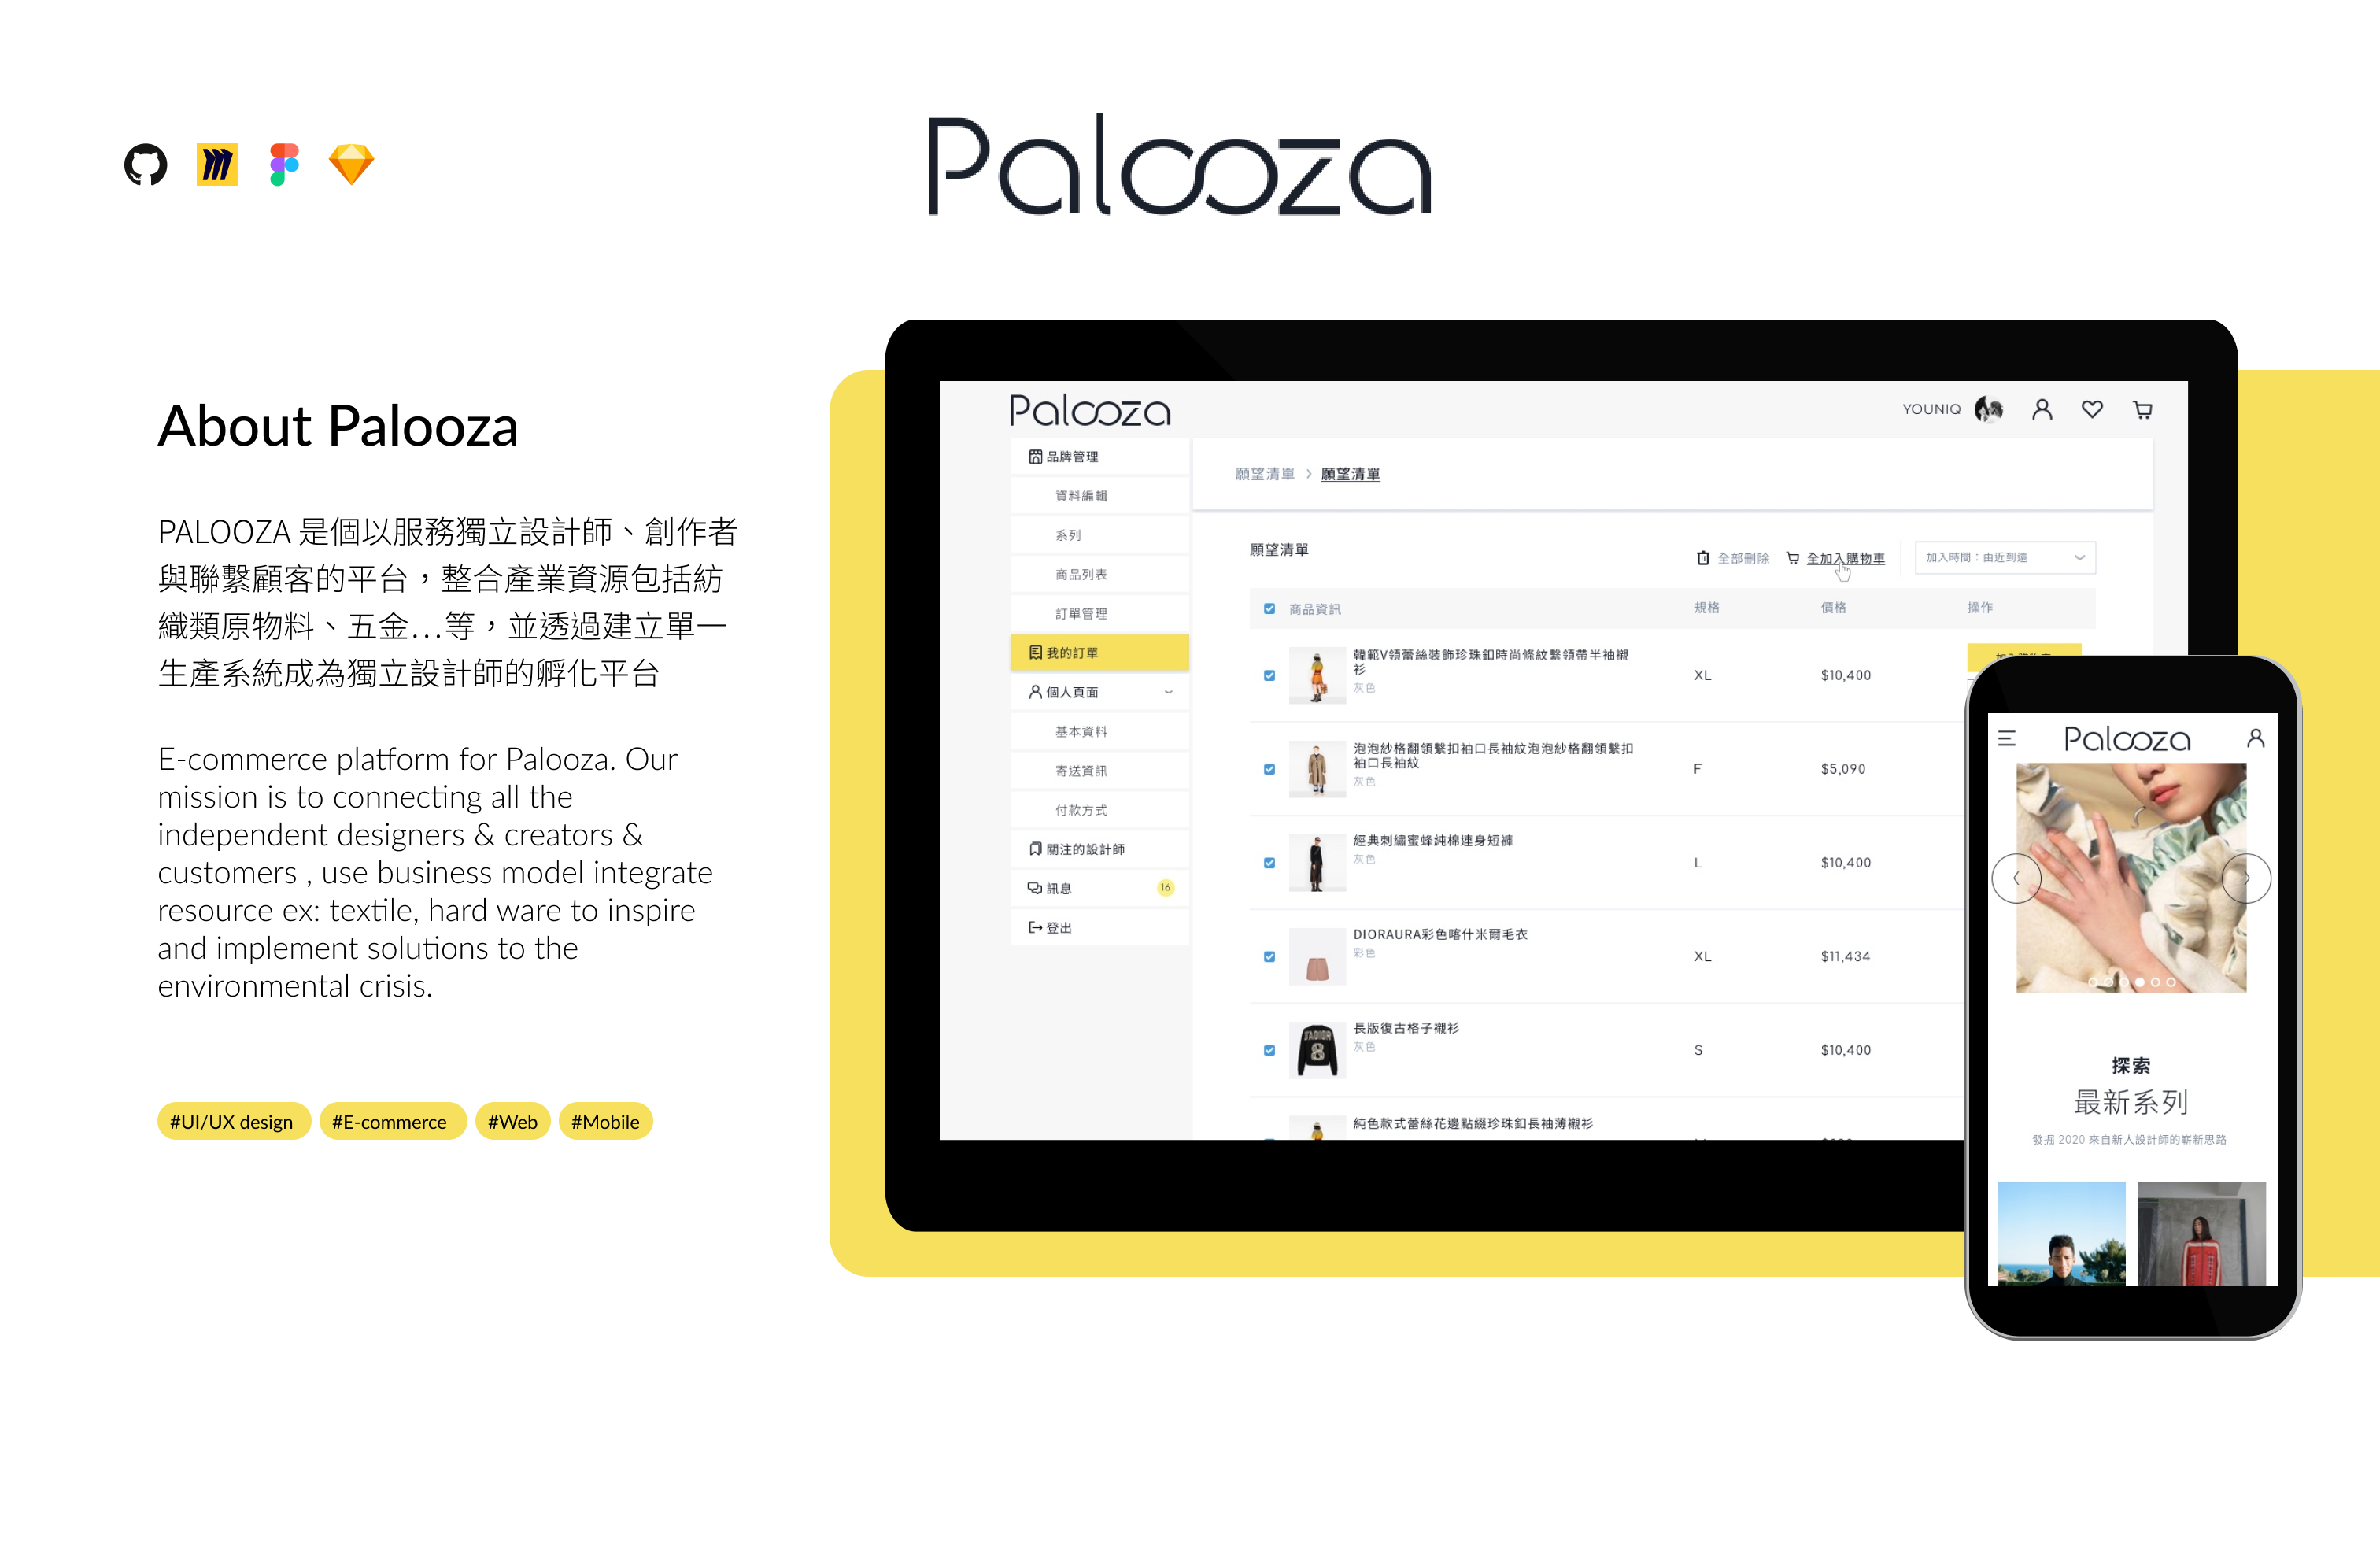 Palooza
About Palooza
PALOOZA 是個以服務獨立設計師、創作者
與聯繫顧客的平台，整合產業資源包括紡
織類原物料、五金...等，並透過建立單一
生產系統成為獨立設計師的孵化平台
E-commerce platform for Palooza. Our
mission is to connecting all the
independent designers & creators &
customers , use business model integrate
resource ex: textile, hard ware to inspire
and implement solutions to the
environmental crisis.
#UI/UX design #E-commerce #Web #Mobile
Palooza
YOUNIQ
品牌管理
資料編輯
系列
商品列表
訂單管理
我的訂單
個人頁面
基本資料
寄送資訊
付款方式
關注的設計師
訊息 16
登出
願望清單 > 願望清單
願望清單
全部刪除 全加入購物車 加入時間：由近到遠
商品資訊 規格 價格 操作
韓範V領蕾絲裝飾珍珠釦時尚條紋繫領帶半袖襯
衫
灰色
XL $10,400
泡泡紗格翻領繫扣袖口長袖紋泡泡紗格翻領繫扣
袖口長袖紋
灰色
F $5,090
經典刺繡蜜蜂純棉連身短褲
灰色
L $10,400
DIORAURA彩色喀什米爾毛衣
彩色
XL $11,434
長版復古格子襯衫
灰色
S $10,400
J'ADIOR
8
純色款式蕾絲花邊點綴珍珠釦長袖薄襯衫
Palooza
探索
最新系列
發掘 2020 來自新人設計師的嶄新思路